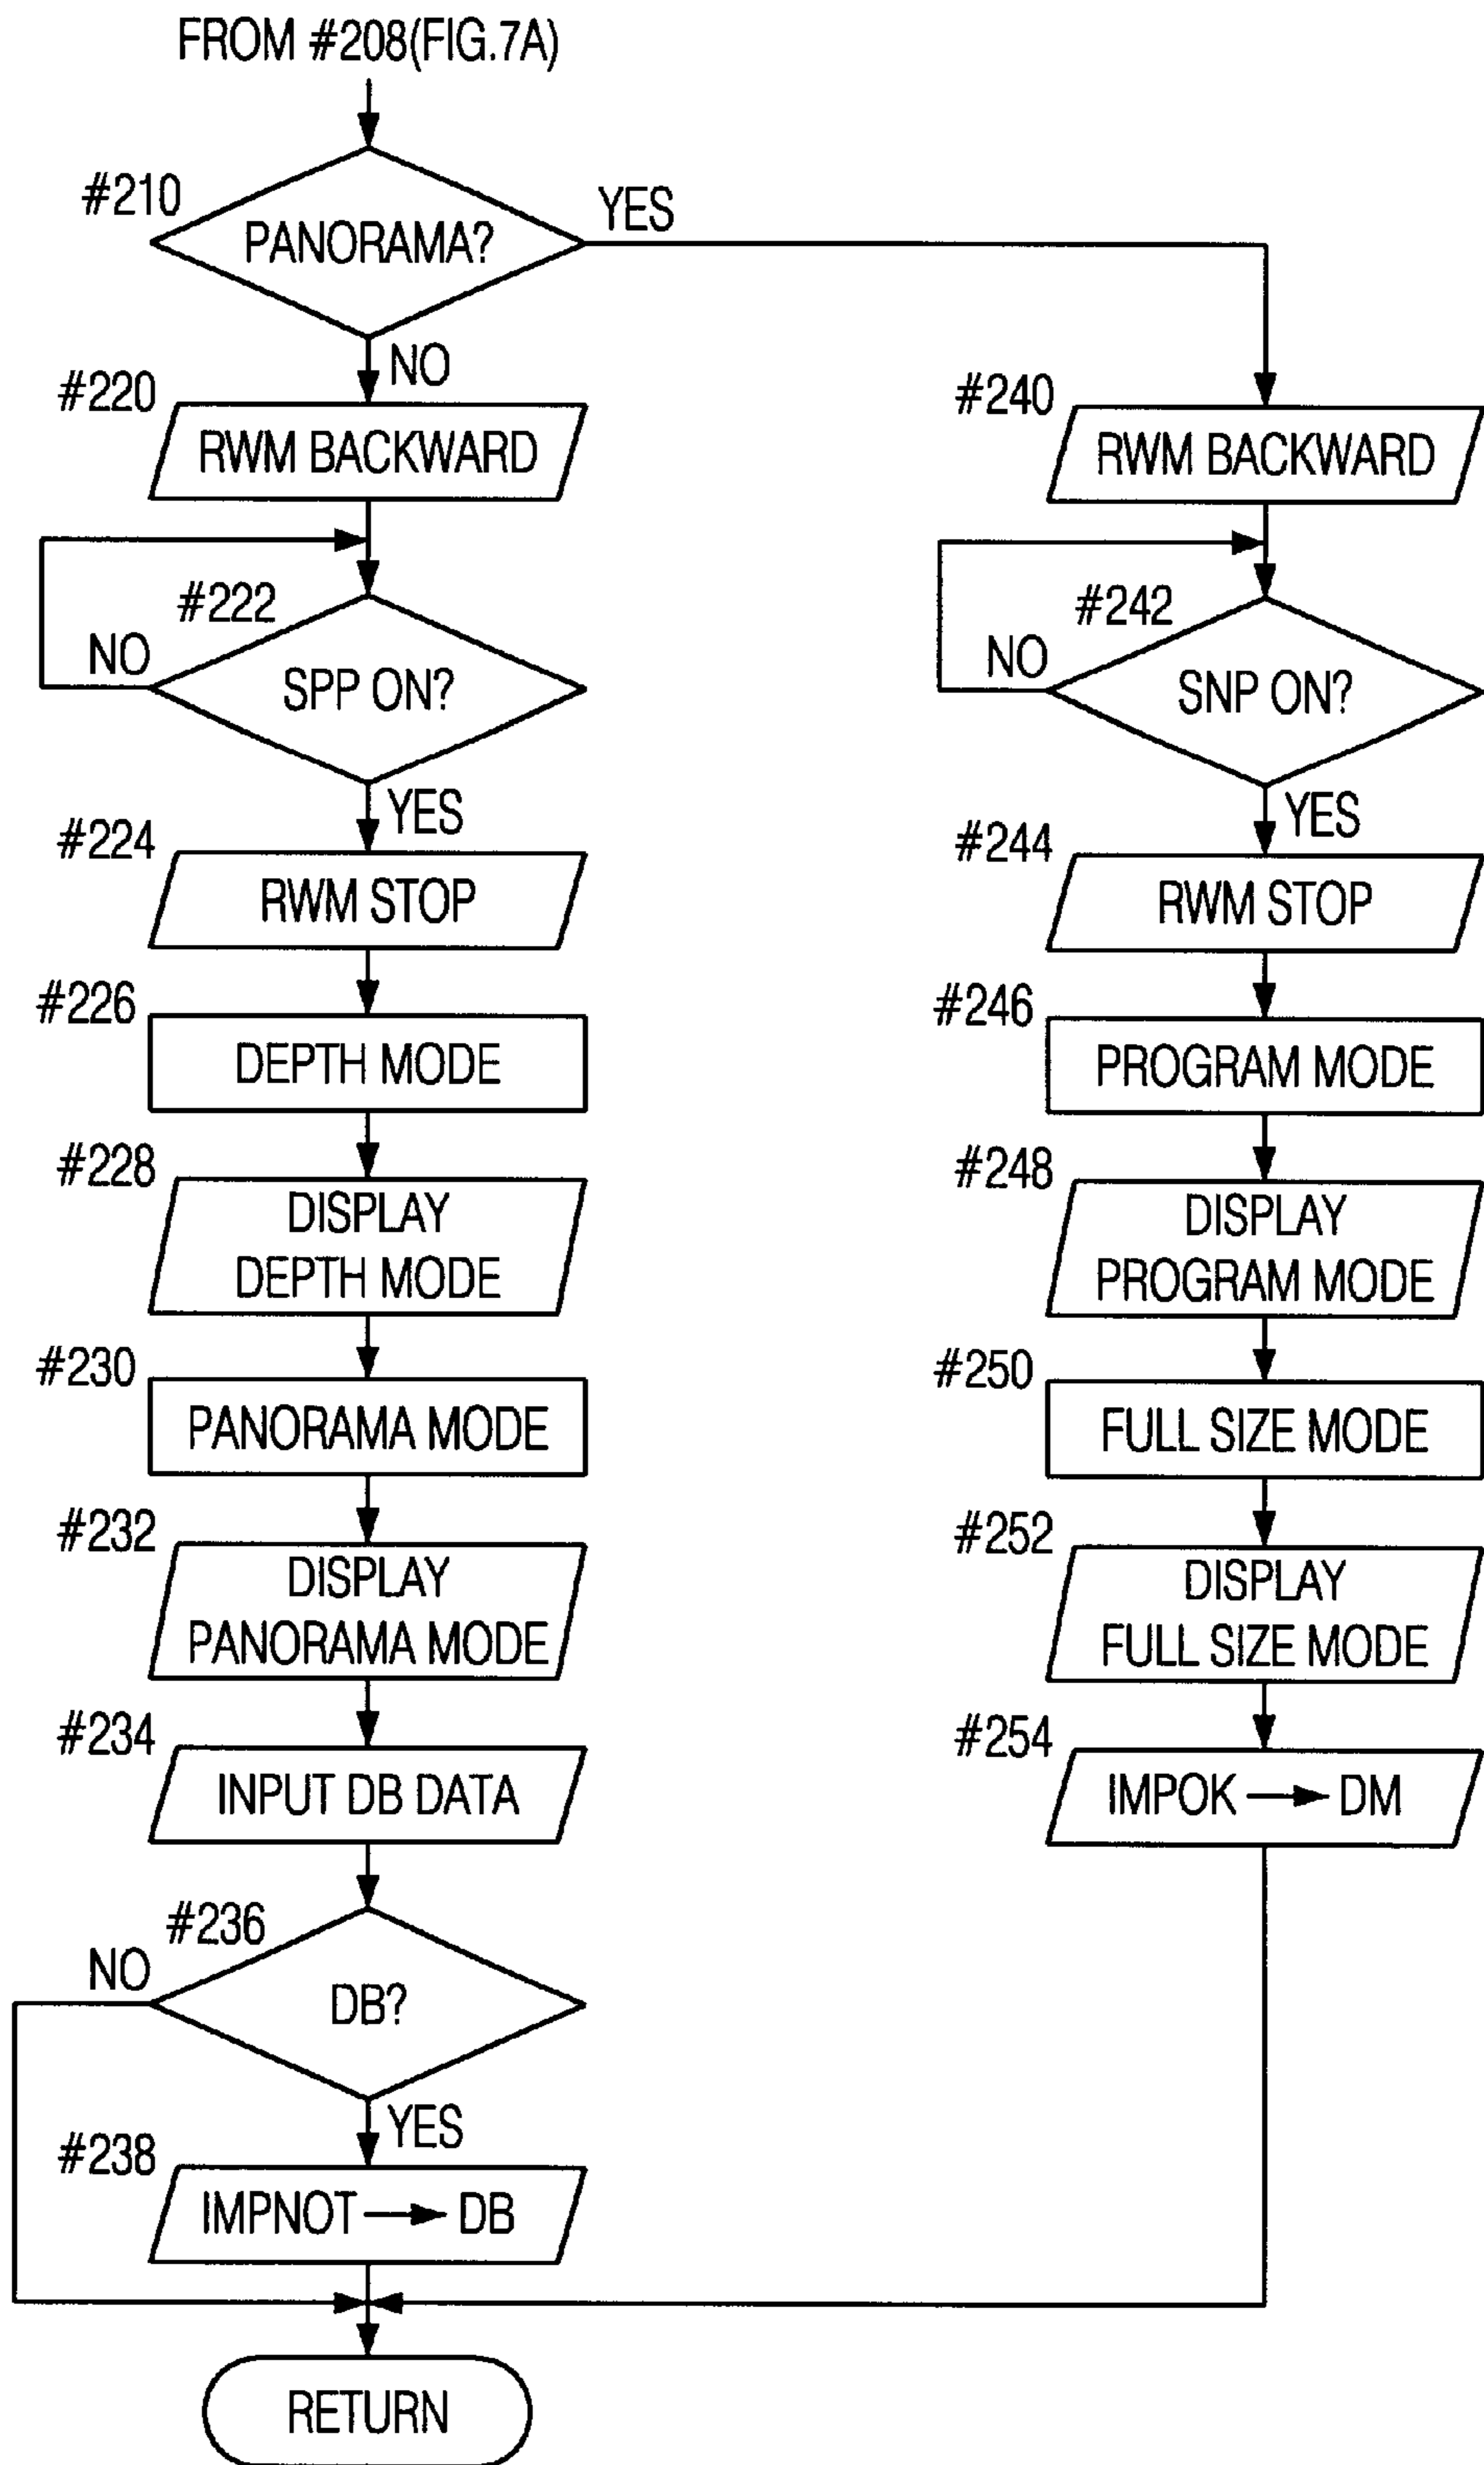 FROM #208(FIG.7A)
#210
PANORAMA?
YES
NO
#220
RWM BACKWARD
#222
NO
SPP ON?
YES
#224
RWM STOP
#226
DEPTH MODE
#228
DISPLAY
DEPTH MODE
#230
PANORAMA MODE
#232
DISPLAY
PANORAMA MODE
#234
INPUT DB DATA
#236
NO
DB?
YES
#238
IMPNOT → DB
#240
RWM BACKWARD
#242
NO
SNP ON?
YES
#244
RWM STOP
#246
PROGRAM MODE
#248
DISPLAY
PROGRAM MODE
#250
FULL SIZE MODE
#252
DISPLAY
FULL SIZE MODE
#254
IMPOK → DM
RETURN